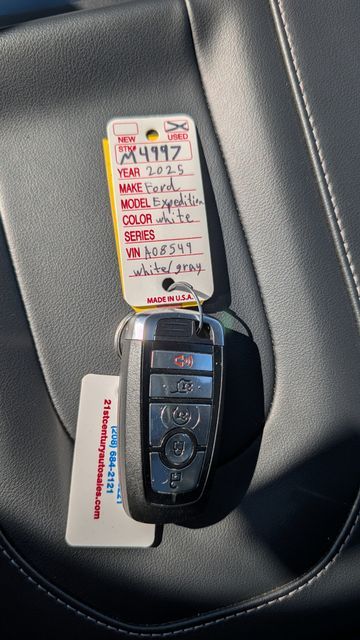 NEW USED
STK# M4997
YEAR 2025
MAKE Ford
MODEL Expedition
COLOR white
SERIES
VIN A08549
white/gray
MADE IN U.S.A.
(208) 684-2121
21stcenturyautosales.com